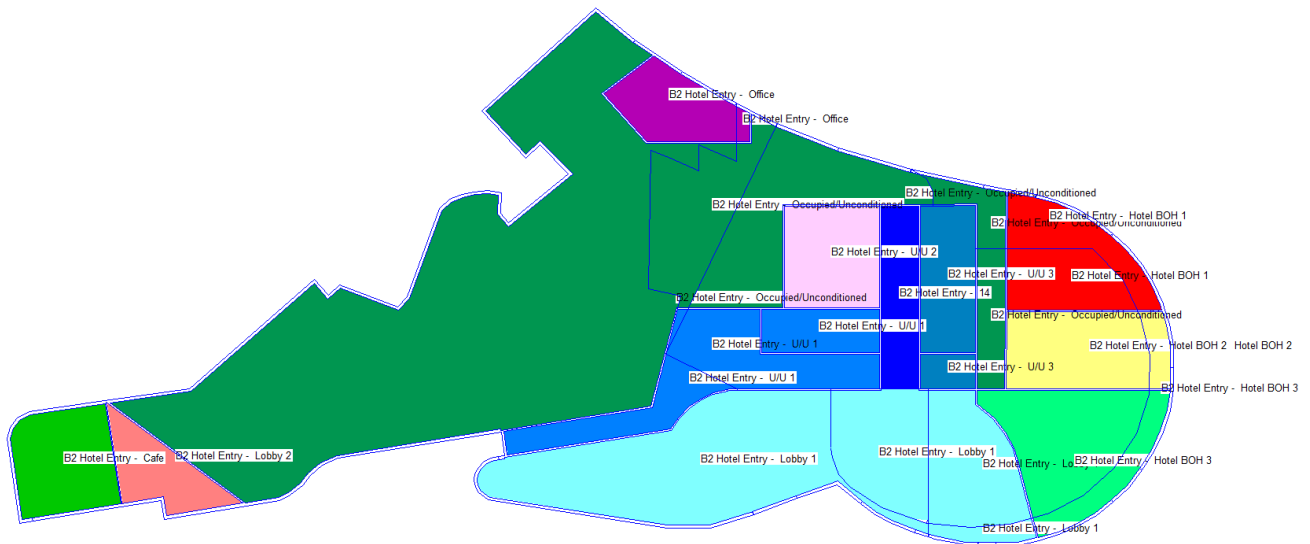 B2 Hotel Entry -  Office
B2 Hotel Entry -  Office
B2 Hotel Entry -  Occupied/Unconditioned
B2 Hotel Entry -  Occupied/Unconditioned
B2 Hotel Entry -  Hotel BOH 1
B2 Hotel Entry -  Occupied/Unconditioned
B2 Hotel Entry -  U/U 2
B2 Hotel Entry -  U/U 3
B2 Hotel Entry -  Hotel BOH 1
B2 Hotel Entry -  14
B2 Hotel Entry -  Occupied/Unconditioned
B2 Hotel Entry -  Occupied/Unconditioned
B2 Hotel Entry -  U/U 1
B2 Hotel Entry -  U/U 1
B2 Hotel Entry -  Hotel BOH 2   Hotel BOH 2
B2 Hotel Entry -  U/U 3
B2 Hotel Entry -  U/U 1
B2 Hotel Entry -  Hotel BOH 3
B2 Hotel Entry -  Lobby 1
B2 Hotel Entry -  Cafe
B2 Hotel Entry -  Lobby 2
B2 Hotel Entry -  Lobby 1
B2 Hotel Entry -  Lobby 1
B2 Hotel Entry -  Hotel BOH 3
B2 Hotel Entry -  Lobby 1